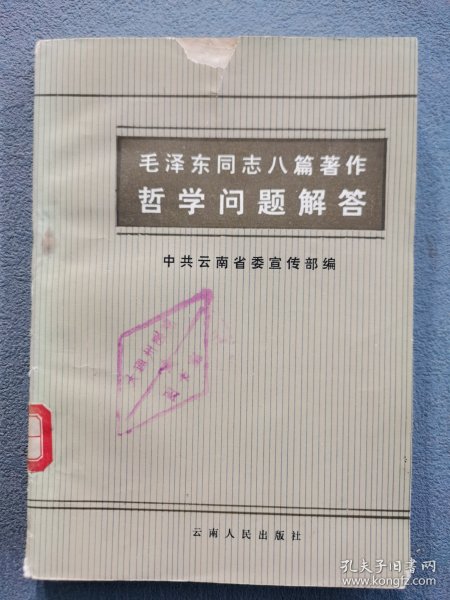 毛泽东同志八篇著作
哲学问题解答
中共云南省委宣传部编
云南人民出版社
孔夫子旧书网
www.kongfz.com